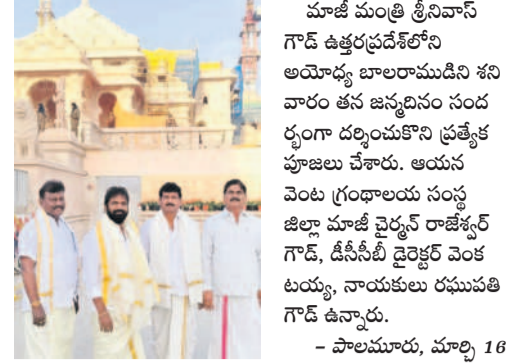 మాజీ మంత్రి శ్రీనివాస్
గౌడ్ ఉత్తరప్రదేశ్‌లోని
అయోధ్య బాలరాముడిని శని
వారం తన జన్మదినం సంద
ర్భంగా దర్శించుకొని ప్రత్యేక
పూజలు చేశారు. ఆయన
వెంట గ్రంథాలయ సంస్థ
జిల్లా మాజీ చైర్మన్ రాజేశ్వర్
గౌడ్, డీసీసీబీ డైరెక్టర్ వెంక
టయ్య, నాయకులు రఘుపతి
గౌడ్ ఉన్నారు.
– పాలమూరు, మార్చి 16